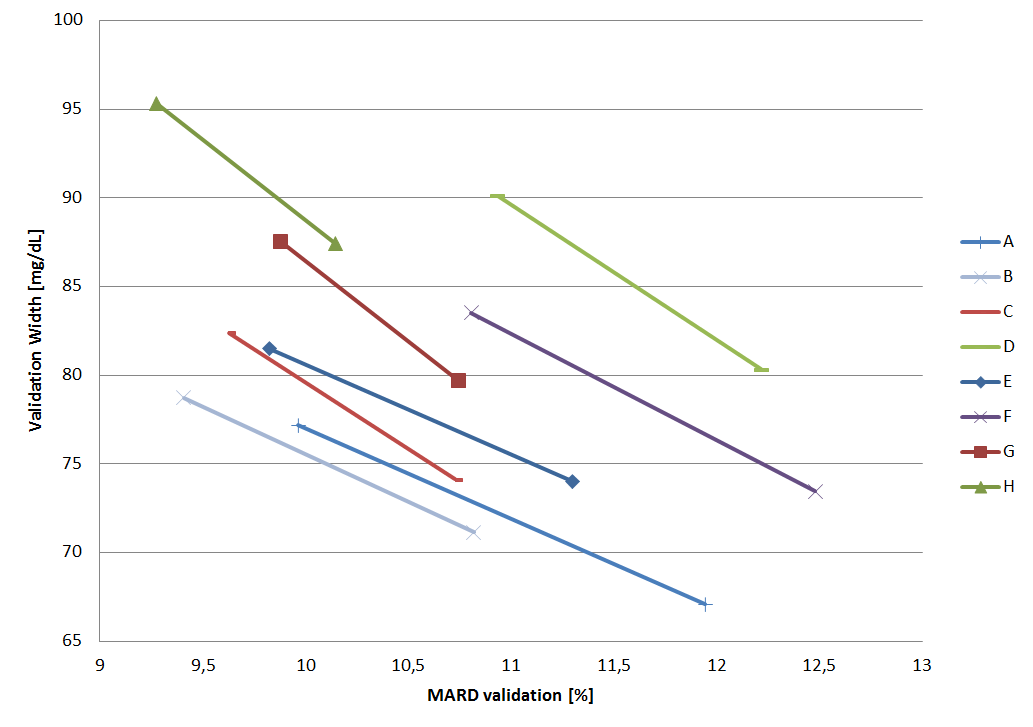 100
95
90
85
80
75
70
65
Validation Width [mg/dL]
9 9,5 10 10,5 11 11,5 12 12,5 13
MARD validation [%]
A
B
C
D
E
F
G
H